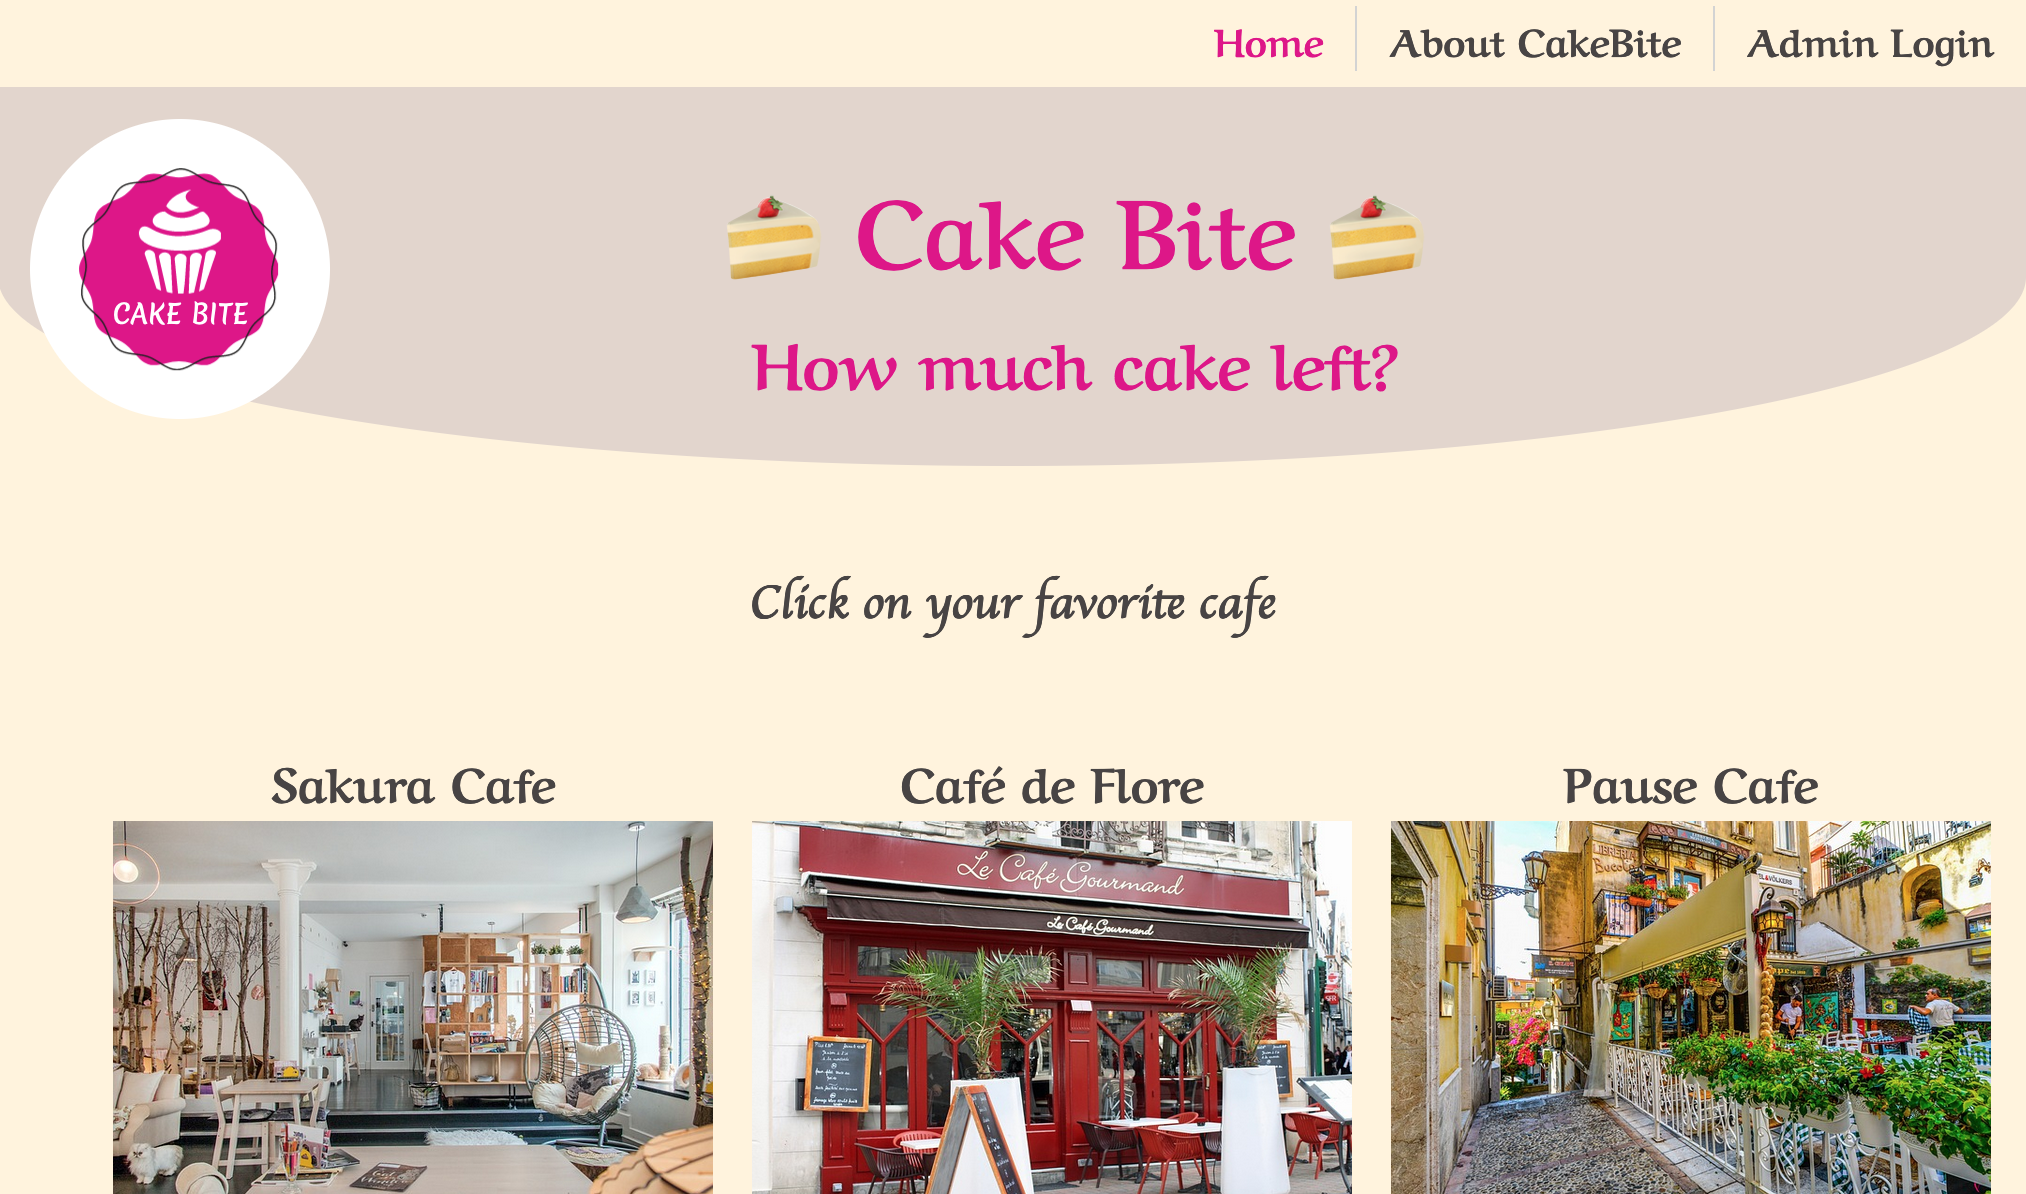 Home
About CakeBite
Admin Login
CAKE BITE
Cake Bite
How much cake left?
Click on your favorite cafe
Sakura Cafe
Café de Flore
Pause Cafe
Le Café Gourmand
Le Café Gourmand